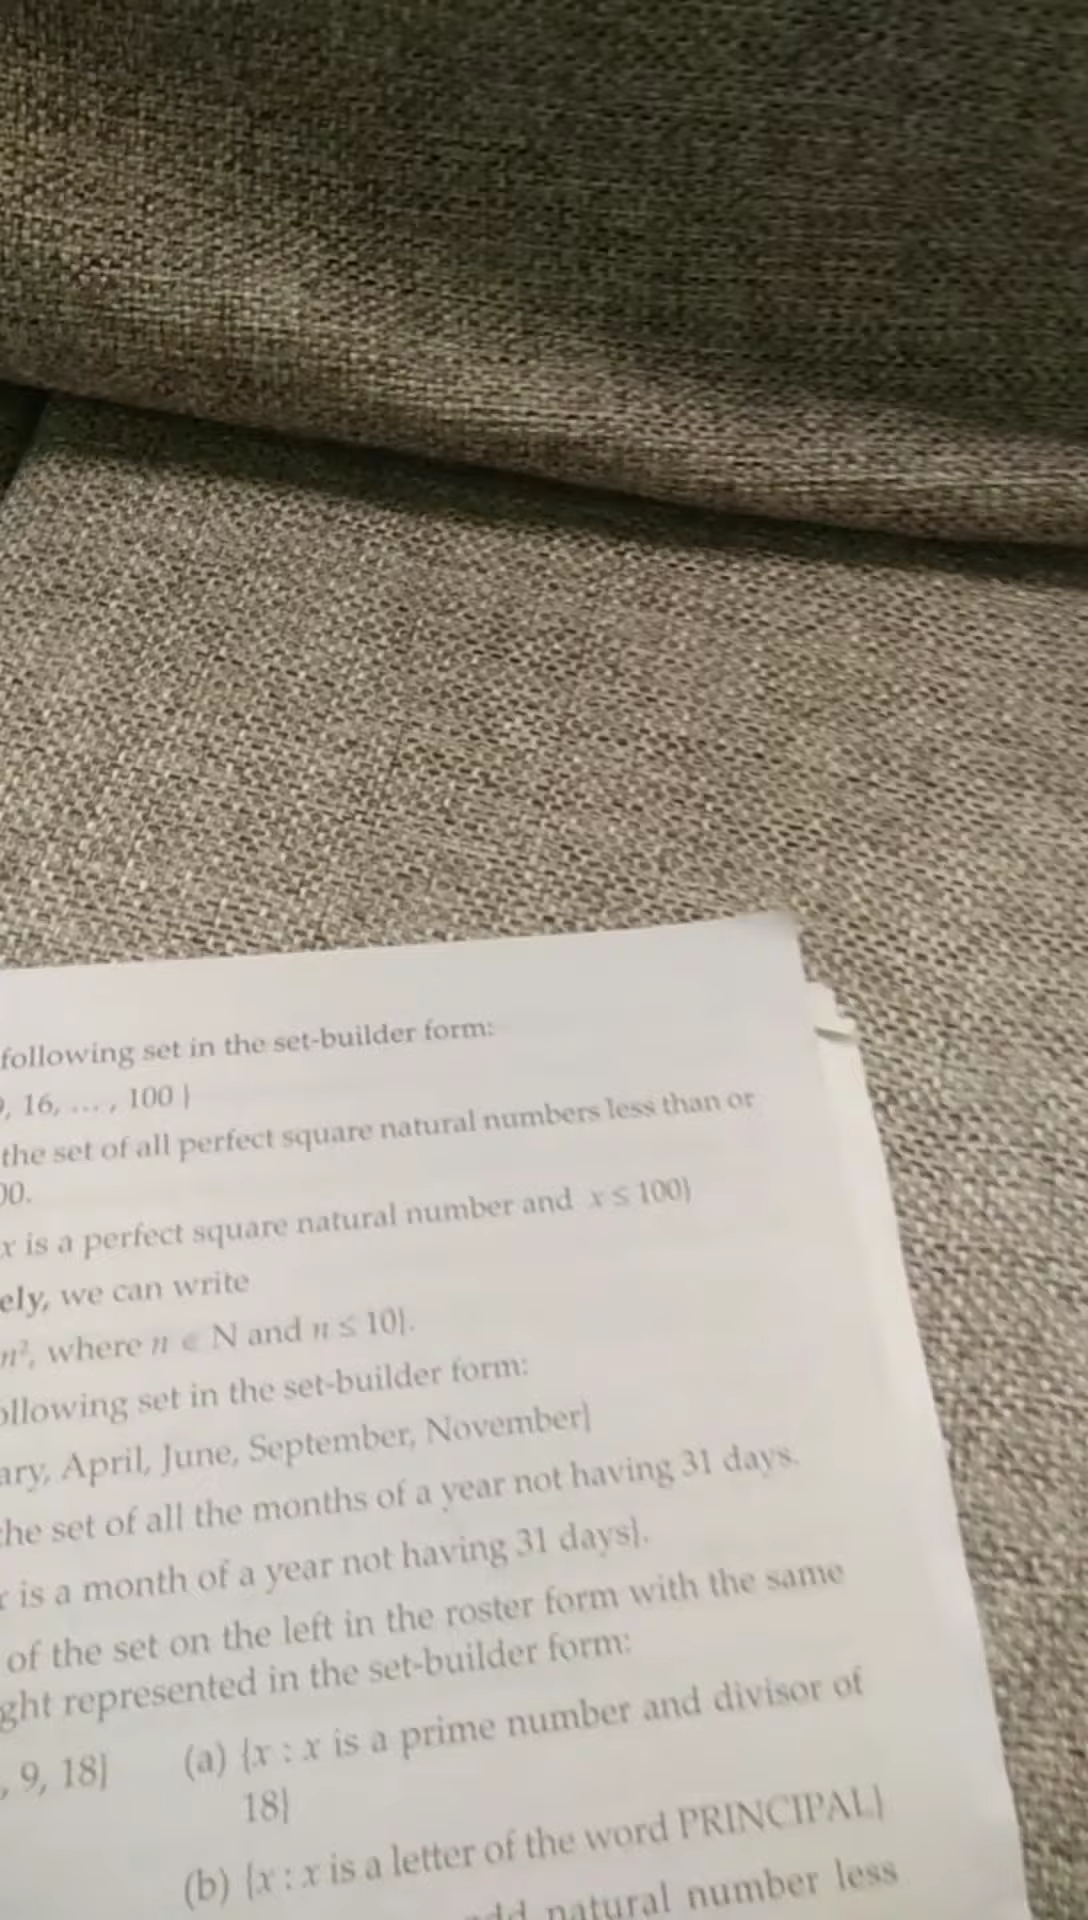 following set in the set-builder form:
9, 16, ... , 100 }
the set of all perfect square natural numbers less than or
00.
x is a perfect square natural number and x ≤ 100}
ely, we can write
n², where n ∈ N and n ≤ 10}.
ollowing set in the set-builder form:
ary, April, June, September, November}
the set of all the months of a year not having 31 days.
x is a month of a year not having 31 days}.
of the set on the left in the roster form with the same
ght represented in the set-builder form:
, 9, 18} (a) {x : x is a prime number and divisor of
18}
(b) {x : x is a letter of the word PRINCIPAL}
odd natural number less